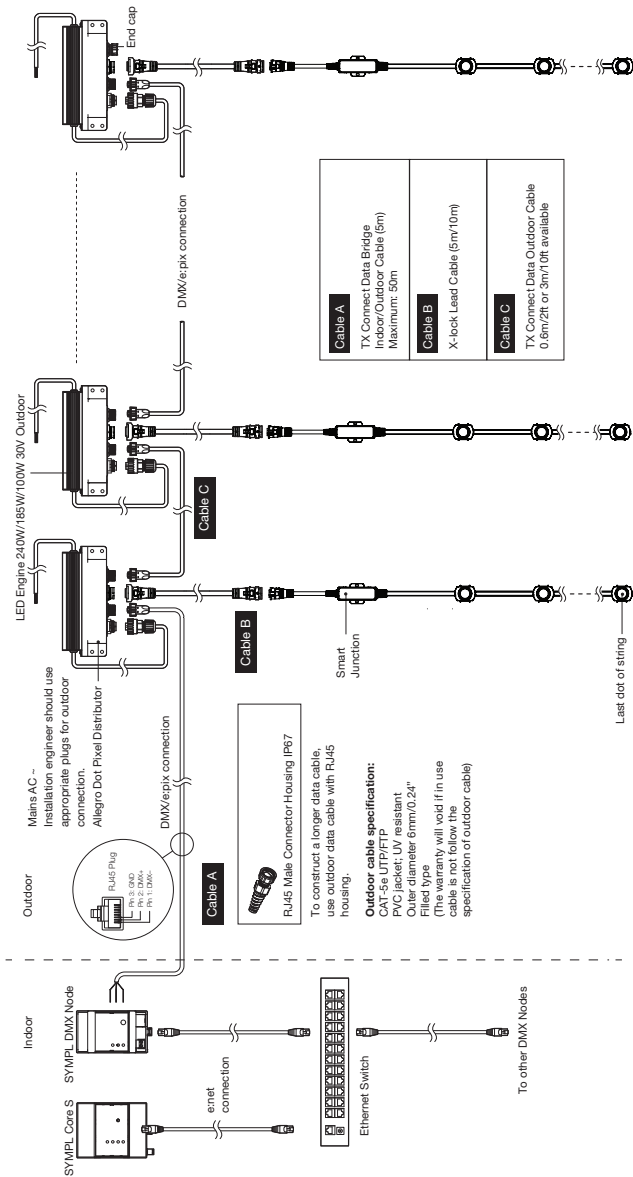 Indoor
Outdoor
SYMPL Core S
SYMPL DMX Node
e:net
connection
Ethernet Switch
To other DMX Nodes
RJ45 Plug
Pin 3: GND
Pin 2: DMX+
Pin 1: DMX-
Mains AC ~
Installation engineer should use
appropriate plugs for outdoor
connection.
Allegro Dot Pixel Distributor
LED Engine 240W/185W/100W 30V Outdoor
End cap
DMX/e:pix connection
DMX/e:pix connection
Cable A
Cable B
Cable C
RJ45 Male Connector Housing IP67
To construct a longer data cable,
use outdoor data cable with RJ45
housing.
Outdoor cable specification:
CAT-5e UTP/FTP
PVC jacket; UV resistant
Outer diameter 6mm/0.24"
Filled type
(The warranty will void if in use
cable is not follow the
specification of outdoor cable)
Smart
Junction
Last dot of string
Cable A
TX Connect Data Bridge
Indoor/Outdoor Cable (5m)
Maximum: 50m
Cable B
X-lock Lead Cable (5m/10m)
Cable C
TX Connect Data Outdoor Cable
0.6m/2ft or 3m/10ft available